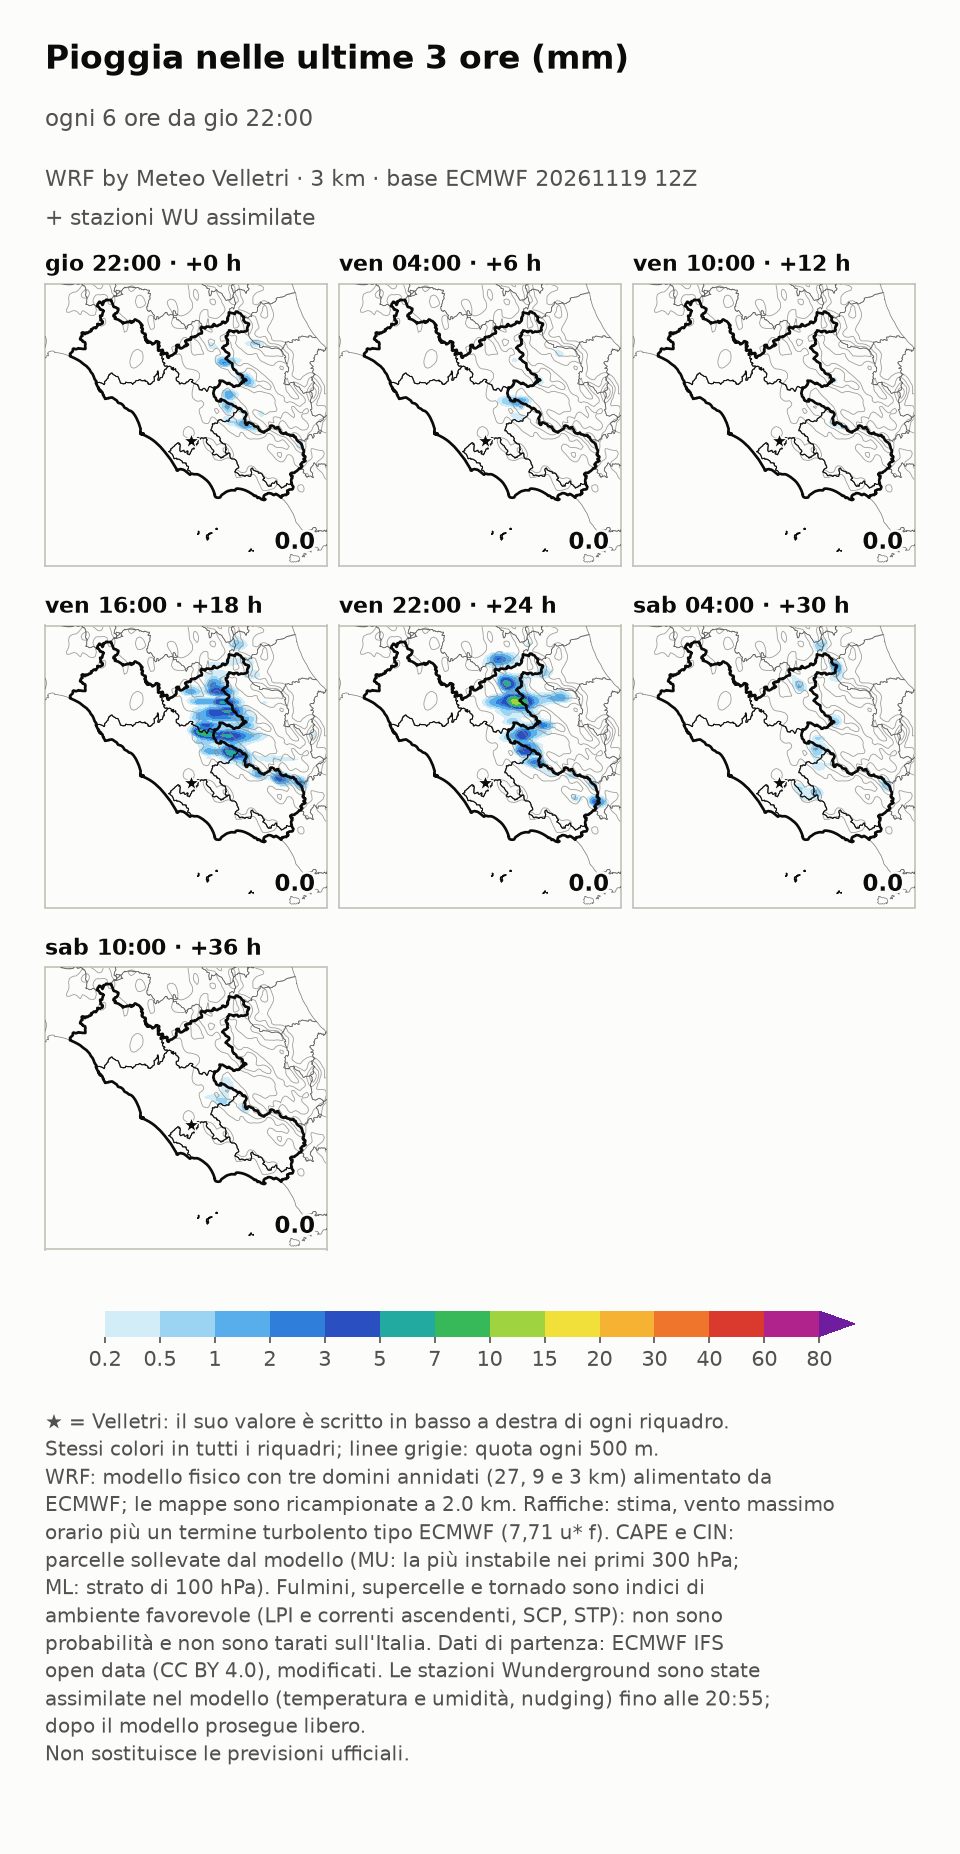 Pioggia nelle ultime 3 ore (mm)
ogni 6 ore da gio 22:00
WRF by Meteo Velletri · 3 km · base ECMWF 20261119 12Z
+ stazioni WU assimilate
gio 22:00 · +0 h
ven 04:00 · +6 h
ven 10:00 · +12 h
0.0
0.0
0.0
ven 16:00 · +18 h
ven 22:00 · +24 h
sab 04:00 · +30 h
0.0
0.0
0.0
sab 10:00 · +36 h
0.0
0.2 0.5 1 2 3 5 7 10 15 20 30 40 60 80
★ = Velletri: il suo valore è scritto in basso a destra di ogni riquadro.
Stessi colori in tutti i riquadri; linee grigie: quota ogni 500 m.
WRF: modello fisico con tre domini annidati (27, 9 e 3 km) alimentato da
ECMWF; le mappe sono ricampionate a 2.0 km. Raffiche: stima, vento massimo
orario più un termine turbolento tipo ECMWF (7,71 u* f). CAPE e CIN:
parcelle sollevate dal modello (MU: la più instabile nei primi 300 hPa;
ML: strato di 100 hPa). Fulmini, supercelle e tornado sono indici di
ambiente favorevole (LPI e correnti ascendenti, SCP, STP): non sono
probabilità e non sono tarati sull'Italia. Dati di partenza: ECMWF IFS
open data (CC BY 4.0), modificati. Le stazioni Wunderground sono state
assimilate nel modello (temperatura e umidità, nudging) fino alle 20:55;
dopo il modello prosegue libero.
Non sostituisce le previsioni ufficiali.